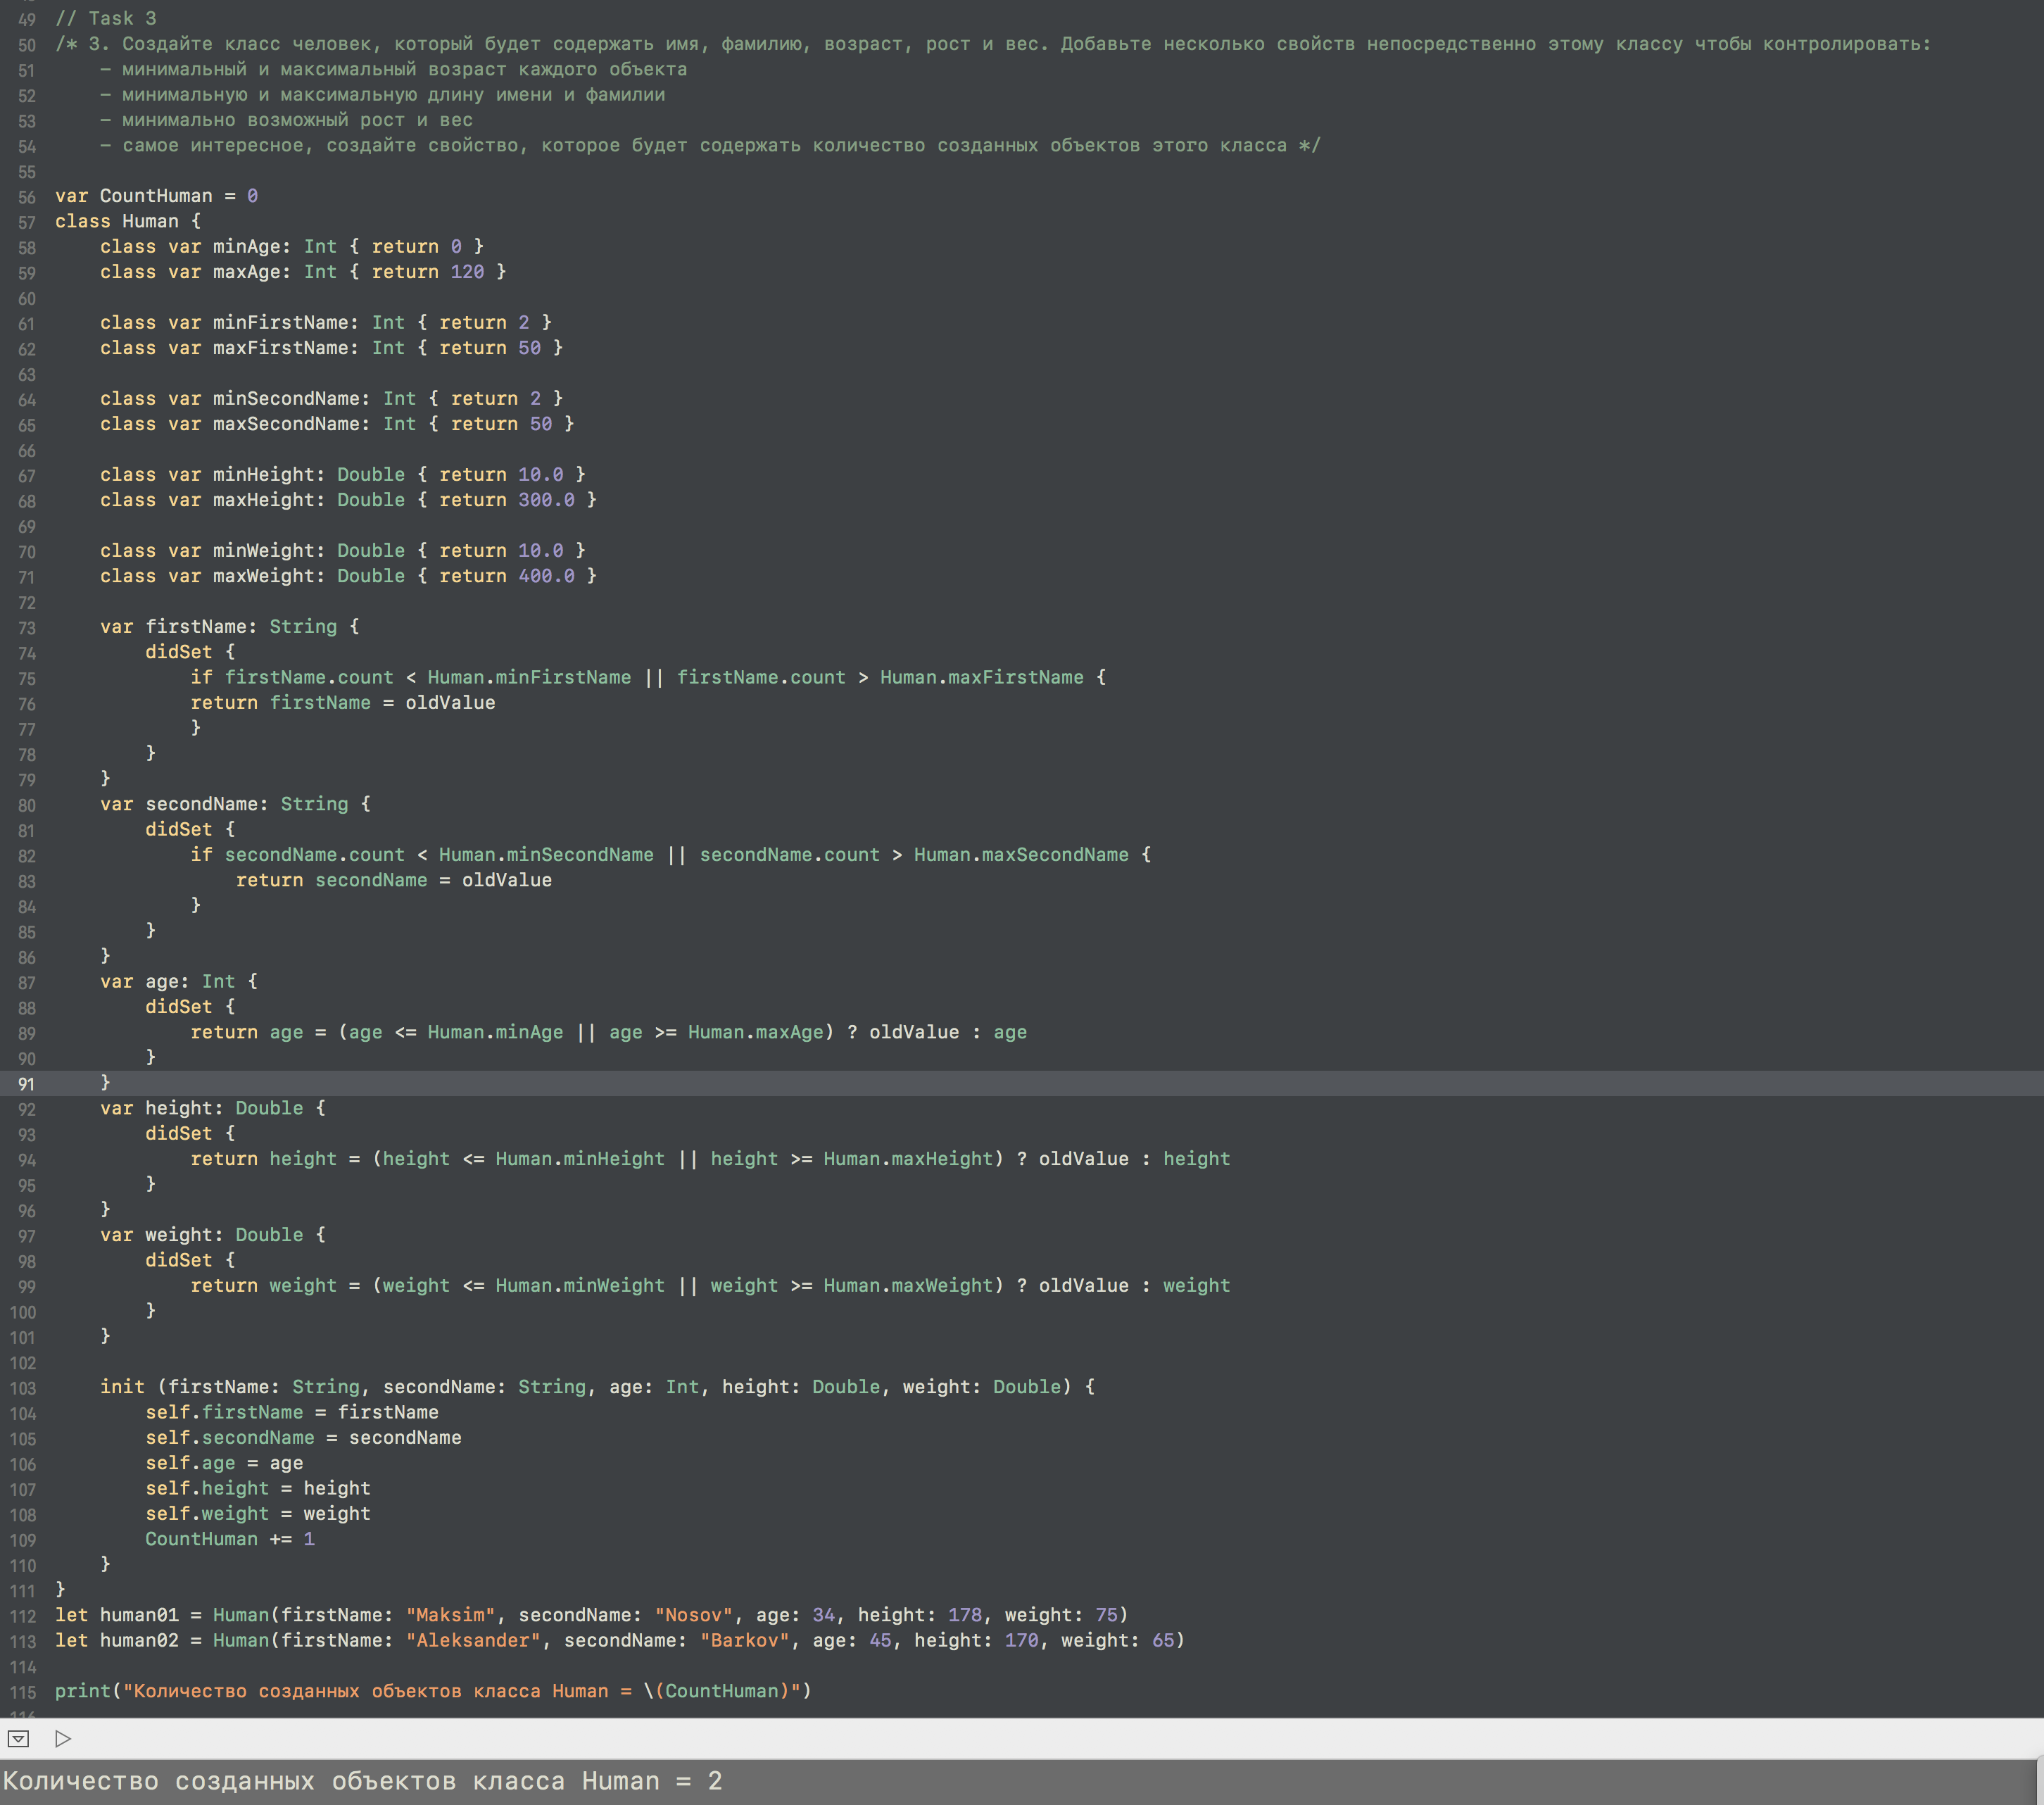 49 // Task 3
50 /* 3. Создайте класс человек, который будет содержать имя, фамилию, возраст, рост и вес. Добавьте несколько свойств непосредственно этому классу чтобы контролировать:
51     – минимальный и максимальный возраст каждого объекта
52     – минимальную и максимальную длину имени и фамилии
53     – минимально возможный рост и вес
54     – самое интересное, создайте свойство, которое будет содержать количество созданных объектов этого класса */
55
56 var CountHuman = 0
57 class Human {
58     class var minAge: Int { return 0 }
59     class var maxAge: Int { return 120 }
60
61     class var minFirstName: Int { return 2 }
62     class var maxFirstName: Int { return 50 }
63
64     class var minSecondName: Int { return 2 }
65     class var maxSecondName: Int { return 50 }
66
67     class var minHeight: Double { return 10.0 }
68     class var maxHeight: Double { return 300.0 }
69
70     class var minWeight: Double { return 10.0 }
71     class var maxWeight: Double { return 400.0 }
72
73     var firstName: String {
74         didSet {
75             if firstName.count < Human.minFirstName || firstName.count > Human.maxFirstName {
76             return firstName = oldValue
77             }
78         }
79     }
80     var secondName: String {
81         didSet {
82             if secondName.count < Human.minSecondName || secondName.count > Human.maxSecondName {
83                 return secondName = oldValue
84             }
85         }
86     }
87     var age: Int {
88         didSet {
89             return age = (age <= Human.minAge || age >= Human.maxAge) ? oldValue : age
90         }
91     }
92     var height: Double {
93         didSet {
94             return height = (height <= Human.minHeight || height >= Human.maxHeight) ? oldValue : height
95         }
96     }
97     var weight: Double {
98         didSet {
99             return weight = (weight <= Human.minWeight || weight >= Human.maxWeight) ? oldValue : weight
100         }
101     }
102
103     init (firstName: String, secondName: String, age: Int, height: Double, weight: Double) {
104         self.firstName = firstName
105         self.secondName = secondName
106         self.age = age
107         self.height = height
108         self.weight = weight
109         CountHuman += 1
110     }
111 }
112 let human01 = Human(firstName: "Maksim", secondName: "Nosov", age: 34, height: 178, weight: 75)
113 let human02 = Human(firstName: "Aleksander", secondName: "Barkov", age: 45, height: 170, weight: 65)
114
115 print("Количество созданных объектов класса Human = \(CountHuman)")
Количество созданных объектов класса Human = 2